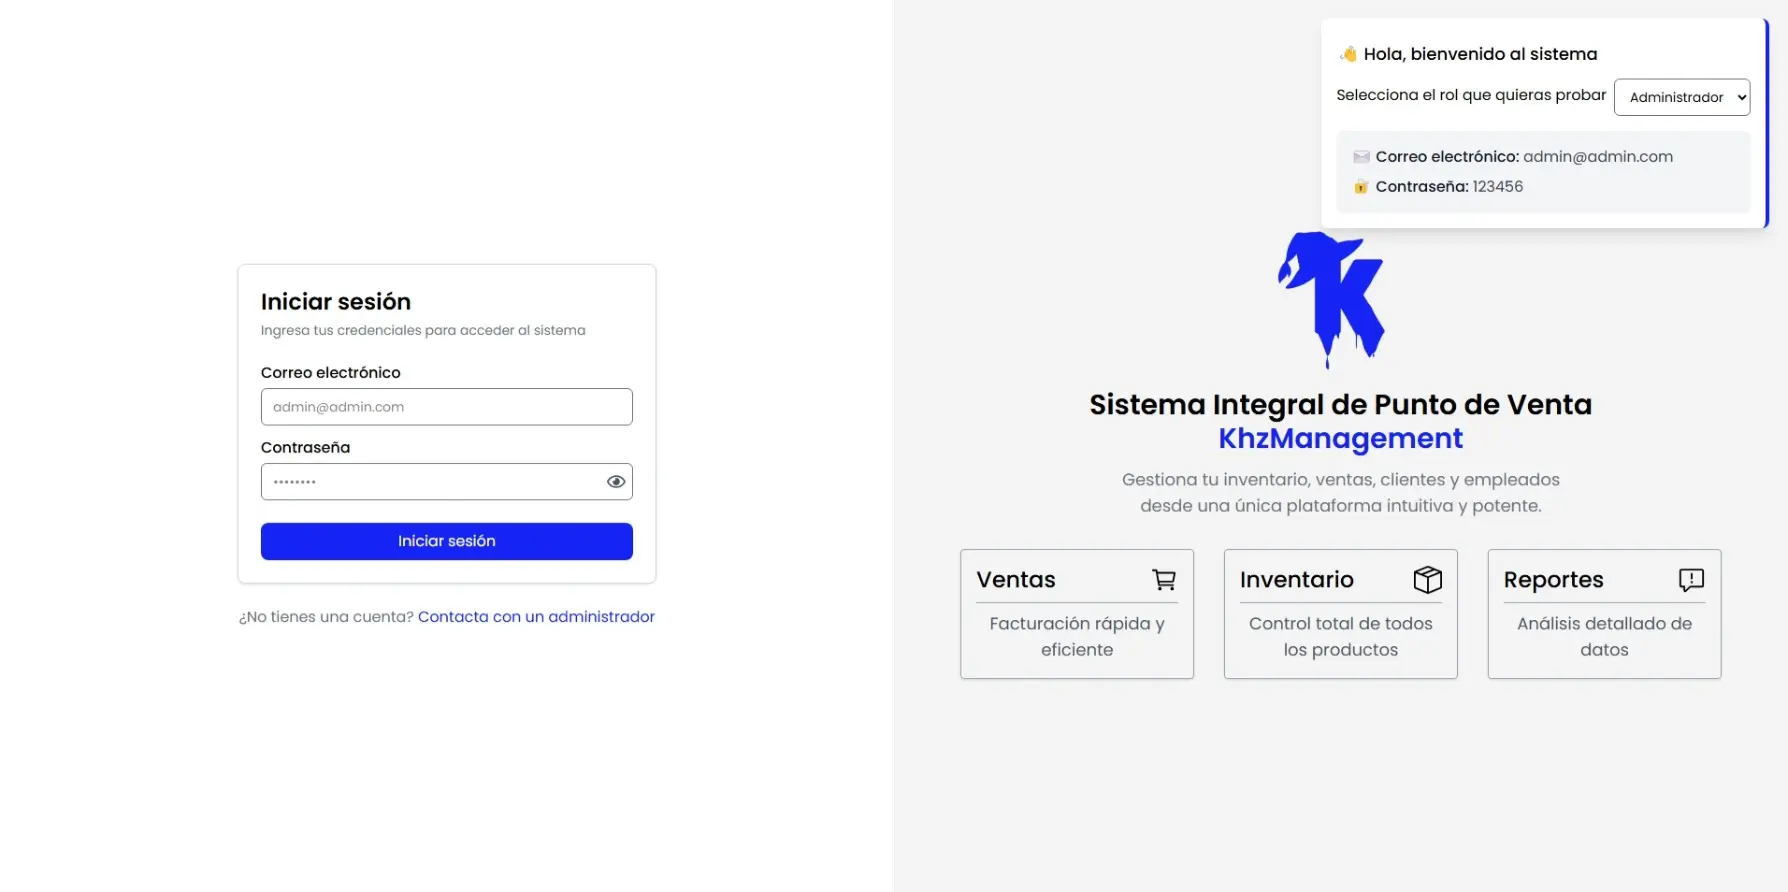 Iniciar sesión
Ingresa tus credenciales para acceder al sistema
Correo electrónico
admin@admin.com
Contraseña
••••••••
Iniciar sesión
¿No tienes una cuenta? Contacta con un administrador
👋 Hola, bienvenido al sistema
Selecciona el rol que quieras probar Administrador
📧 Correo electrónico: admin@admin.com
🔒 Contraseña: 123456
K
Sistema Integral de Punto de Venta
KhzManagement
Gestiona tu inventario, ventas, clientes y empleados
desde una única plataforma intuitiva y potente.
Ventas
Facturación rápida y
eficiente
Inventario
Control total de todos
los productos
Reportes
Análisis detallado de
datos